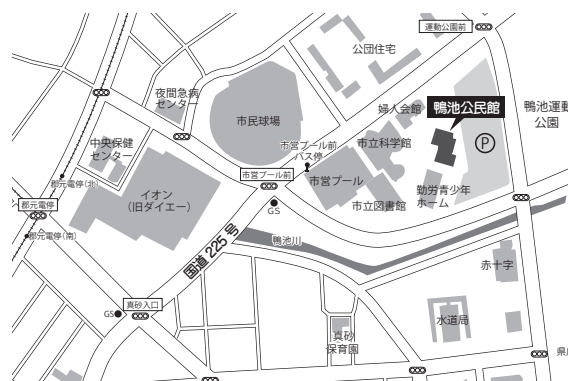 運動公園前
公団住宅
夜間急病
センター
婦人会館
鴨池公民館
鴨池運動
公園
市民球場
市営プール前
バス停
市立科学館
中央保健
センター
P
郡元電停(北)
市営プール前
市営プール
イオン
(旧ダイエー)
勤労青少年
ホーム
郡元電停
市立図書館
GS
郡元電停(南)
国道225号
鴨池川
赤十字
真砂入口
GS
水道局
真砂
保育園